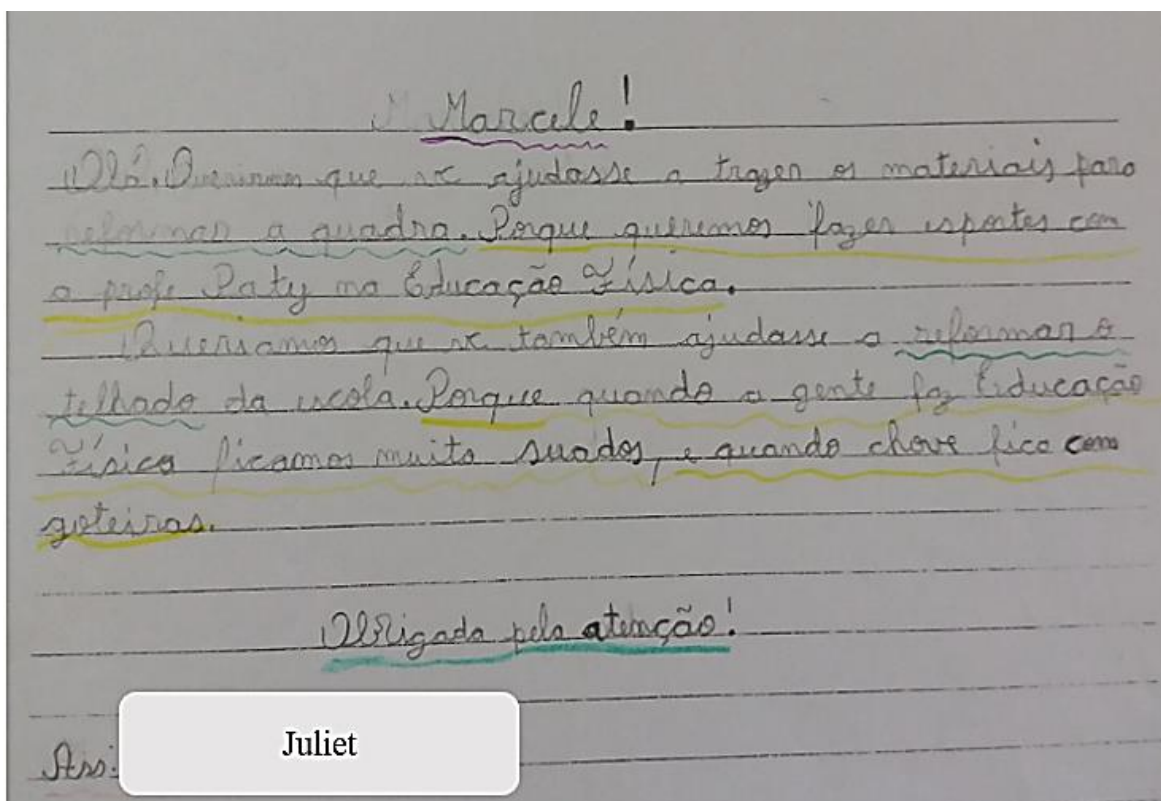 Marcele!
Olá. Queriamos que vc ajudasse a trazer os materiais para
reformar a quadra. Porque queremos fazer esportes com
a profe Paty na Educação Física.
Queriamos que vc também ajudasse a reformar o
telhado da escola. Porque quando a gente faz Educação
Física ficamos muito suados, e quando chove fica com
goteiras.
Obrigada pela atenção!
Ass: Juliet